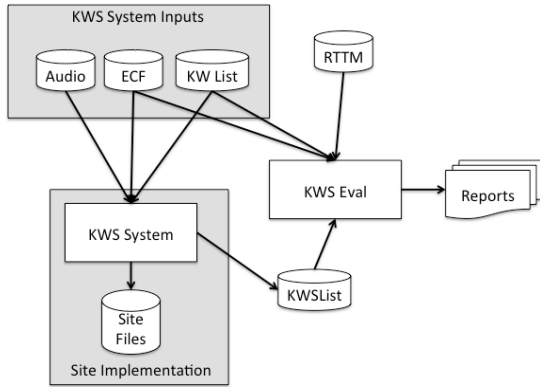 KWS System Inputs
Audio
ECF
KW List
RTTM
KWS Eval
Reports
KWS System
KWSList
Site
Files
Site Implementation